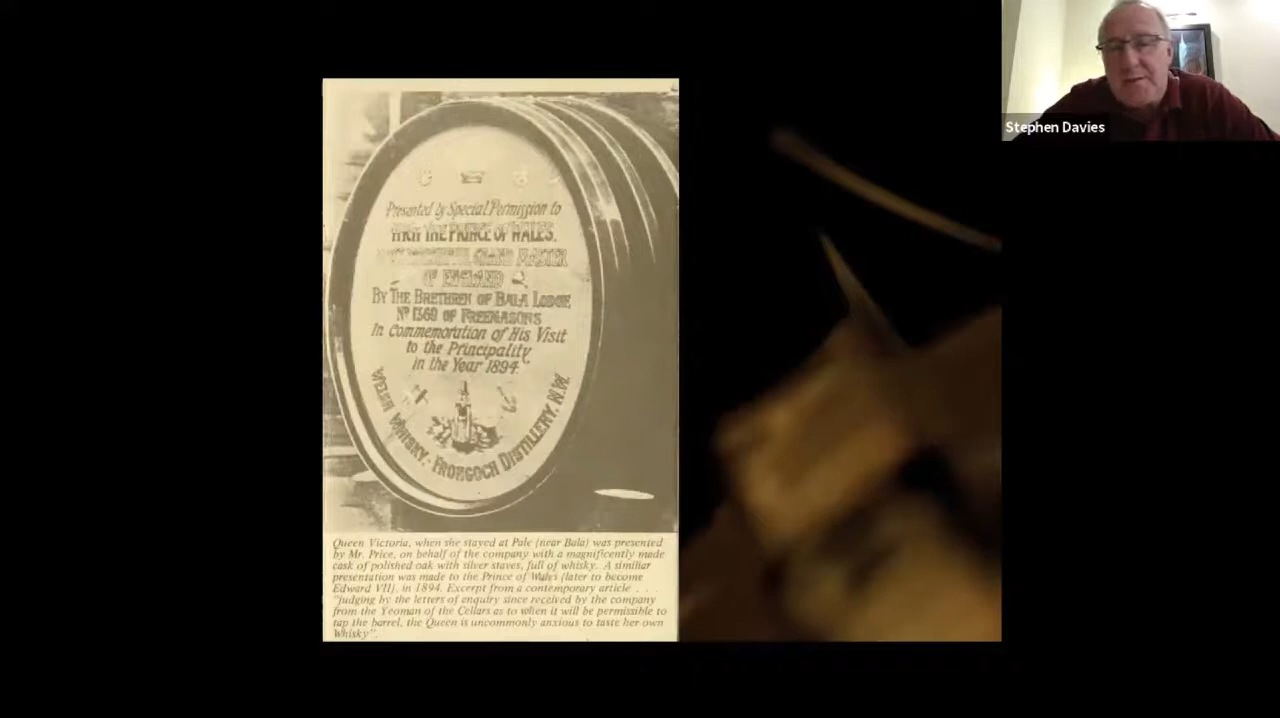 Stephen Davies
Presented by Special Permission to
HRH THE PRINCE OF WALES.
GRAND MASTER
OF ENGLAND
BY THE BRETHREN OF BALA LODGE
Nº 1369 OF FREEMASONS
In Commemoration of His Visit
to the Principality
in the Year 1894.
WELSH WHISKY. FRONGOCH DISTILLERY, N.W.
Queen Victoria, when she stayed at Pale (near Bala) was presented
by Mr. Price, on behalf of the company with a magnificently made
cask of polished oak with silver staves, full of whisky. A similiar
presentation was made to the Prince of Wales (later to become
Edward VII), in 1894. Excerpt from a contemporary article . . .
"Judging by the letters of enquiry since received by the company
from the Yeoman of the Cellars as to when it will be permissible to
tap the barrel, the Queen is uncommonly anxious to taste her own
Whisky".